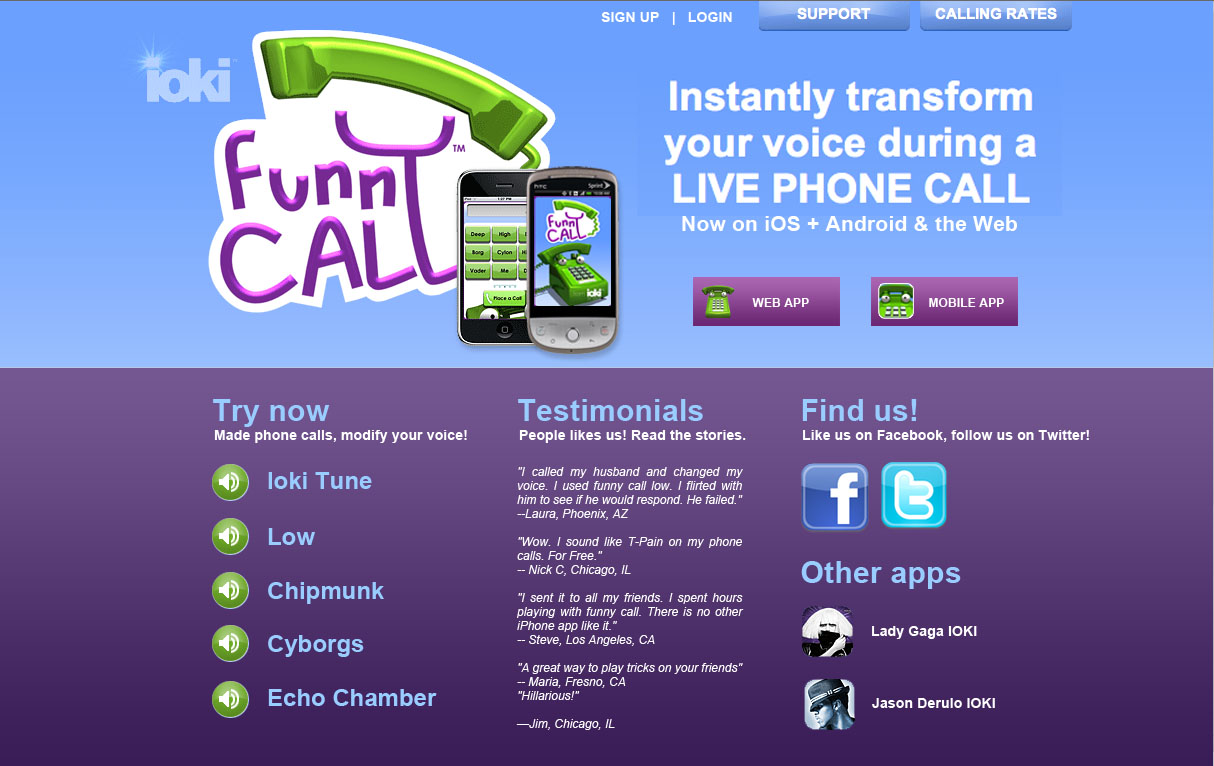 SIGN UP | LOGIN
SUPPORT
CALLING RATES
ioki
FunnY
CALL
TM
Instantly transform
your voice during a
LIVE PHONE CALL
Now on iOS + Android & the Web
Deep
High
Borg
Cylon
Vader
Me
Place a Call
Sprint
FunnY
CALL
ioki
WEB APP
MOBILE APP
Try now
Made phone calls, modify your voice!
Ioki Tune
Low
Chipmunk
Cyborgs
Echo Chamber
Testimonials
People likes us! Read the stories.
"I called my husband and changed my
voice. I used funny call low. I flirted with
him to see if he would respond. He failed."
--Laura, Phoenix, AZ
"Wow. I sound like T-Pain on my phone
calls. For Free."
-- Nick C, Chicago, IL
"I sent it to all my friends. I spent hours
playing with funny call. There is no other
iPhone app like it."
-- Steve, Los Angeles, CA
"A great way to play tricks on your friends"
-- Maria, Fresno, CA
"Hillarious!"
—Jim, Chicago, IL
Find us!
Like us on Facebook, follow us on Twitter!
f
t
Other apps
Lady Gaga IOKI
Jason Derulo IOKI